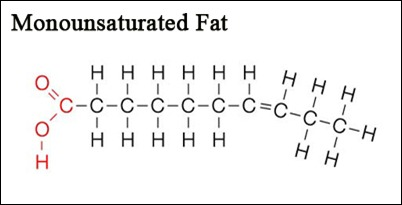 Monounsaturated Fat
H H H H H H H H H
O
C-C-C-C-C-C-C=C-C-C-H
O
H H H H H H H H
H